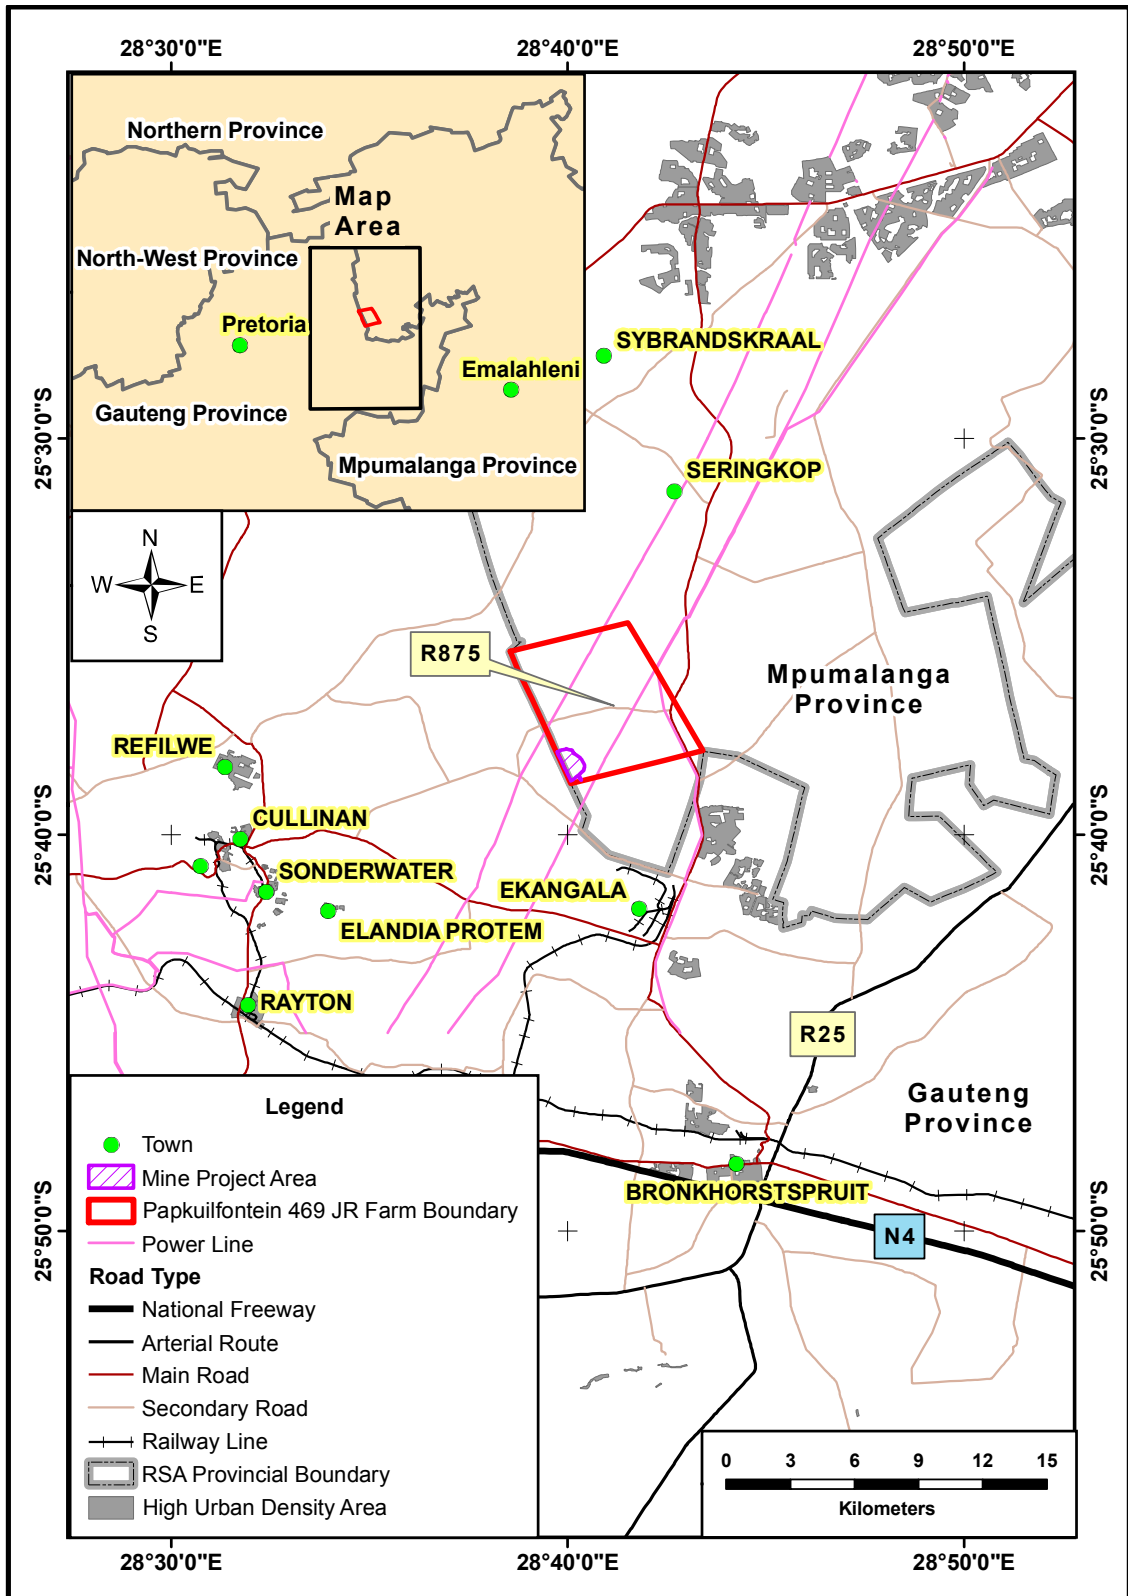 28°30'0"E
28°40'0"E
28°50'0"E
Northern Province
Map
Area
North-West Province
Pretoria
Emalahleni
Gauteng Province
Mpumalanga Province
SYBRANDSKRAAL
25°30'0"S
25°30'0"S
SERINGKOP
N
W
E
S
R875
Mpumalanga
Province
REFILWE
CULLINAN
25°40'0"S
25°40'0"S
SONDERWATER
EKANGALA
ELANDIA PROTEM
RAYTON
R25
Gauteng
Province
BRONKHORSTSPRUIT
N4
25°50'0"S
25°50'0"S
Legend
Town
Mine Project Area
Papkuilfontein 469 JR Farm Boundary
Power Line
Road Type
National Freeway
Arterial Route
Main Road
Secondary Road
Railway Line
RSA Provincial Boundary
High Urban Density Area
0 3 6 9 12 15
Kilometers
28°30'0"E
28°40'0"E
28°50'0"E